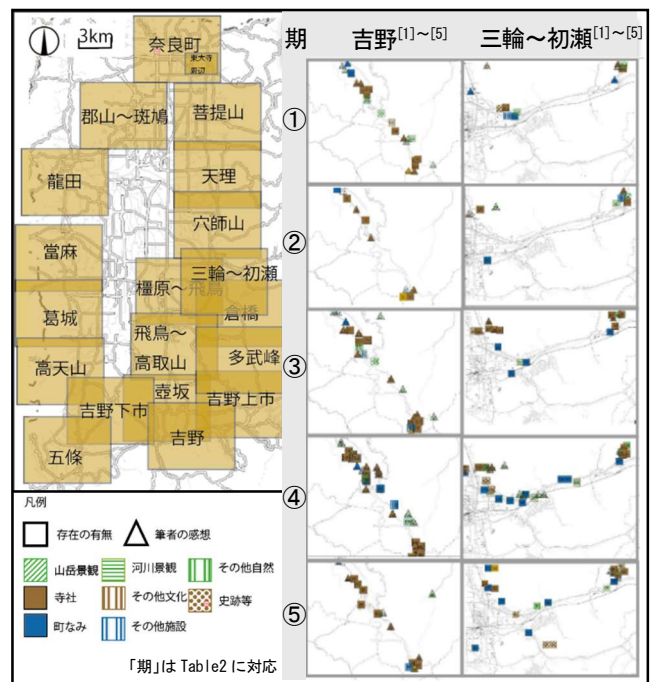 3km
奈良町
東大寺
周辺
郡山～斑鳩
菩提山
龍田
天理
穴師山
當麻
三輪～初瀬
橿原～飛鳥
倉橋
葛城
飛鳥～
高取山
多武峰
高天山
壺坂
吉野下市
吉野上市
吉野
五條
凡例
存在の有無
筆者の感想
山岳景観
河川景観
その他自然
寺社
その他文化
史跡等
町なみ
その他施設
「期」は Table2 に対応
期 吉野[1]～[5] 三輪～初瀬[1]～[5]
①
②
③
④
⑤